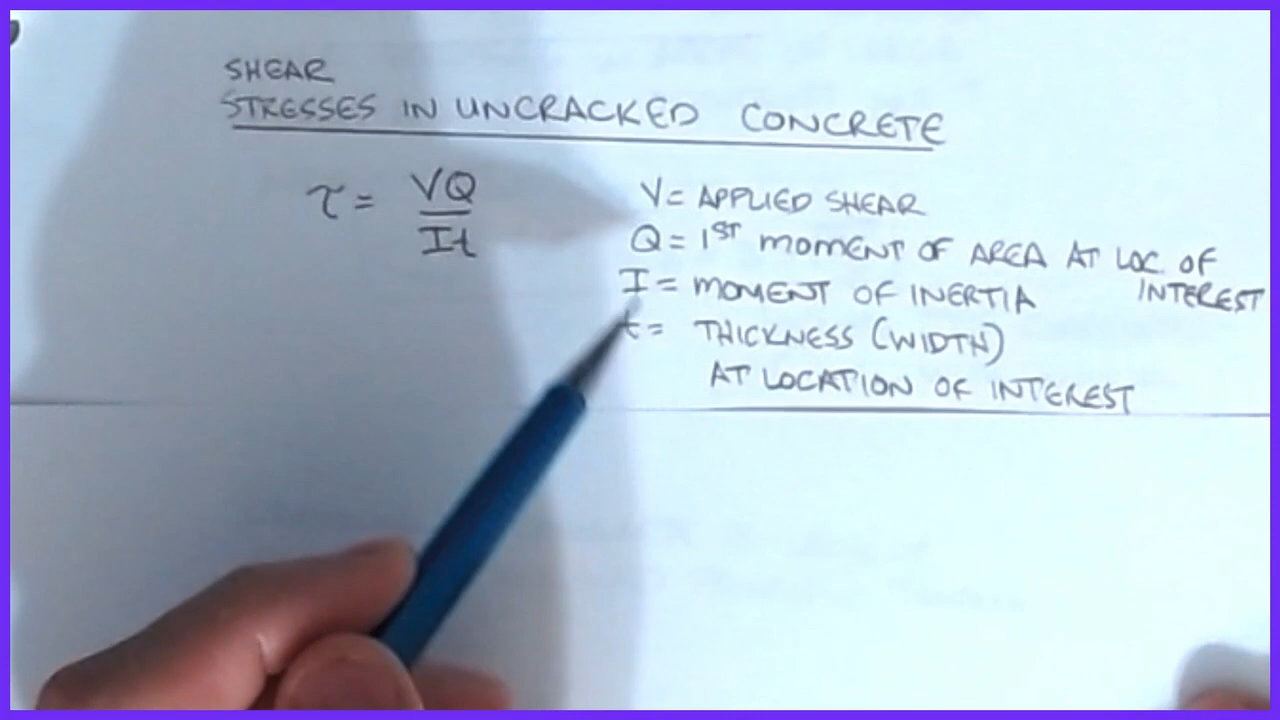 SHEAR
STRESSES IN UNCRACKED CONCRETE
τ = VQ / It
V = APPLIED SHEAR
Q = 1ST MOMENT OF AREA AT LOC. OF INTEREST
I = MOMENT OF INERTIA
t = THICKNESS (WIDTH)
AT LOCATION OF INTEREST